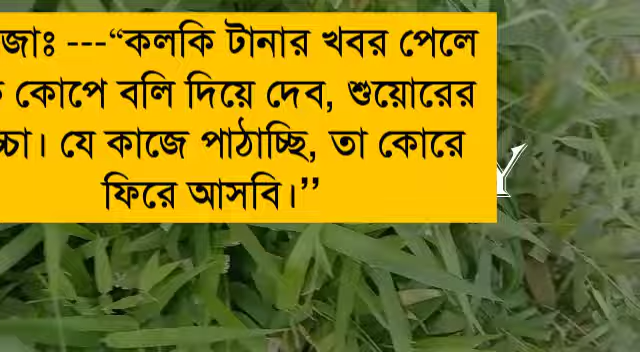 জাঃ ---“কলকি টানার খবর পেলে
কোপে বলি দিয়ে দেব, শুয়োরের
চ্চা। যে কাজে পাঠাচ্ছি, তা কোরে
ফিরে আসবি।”
Y